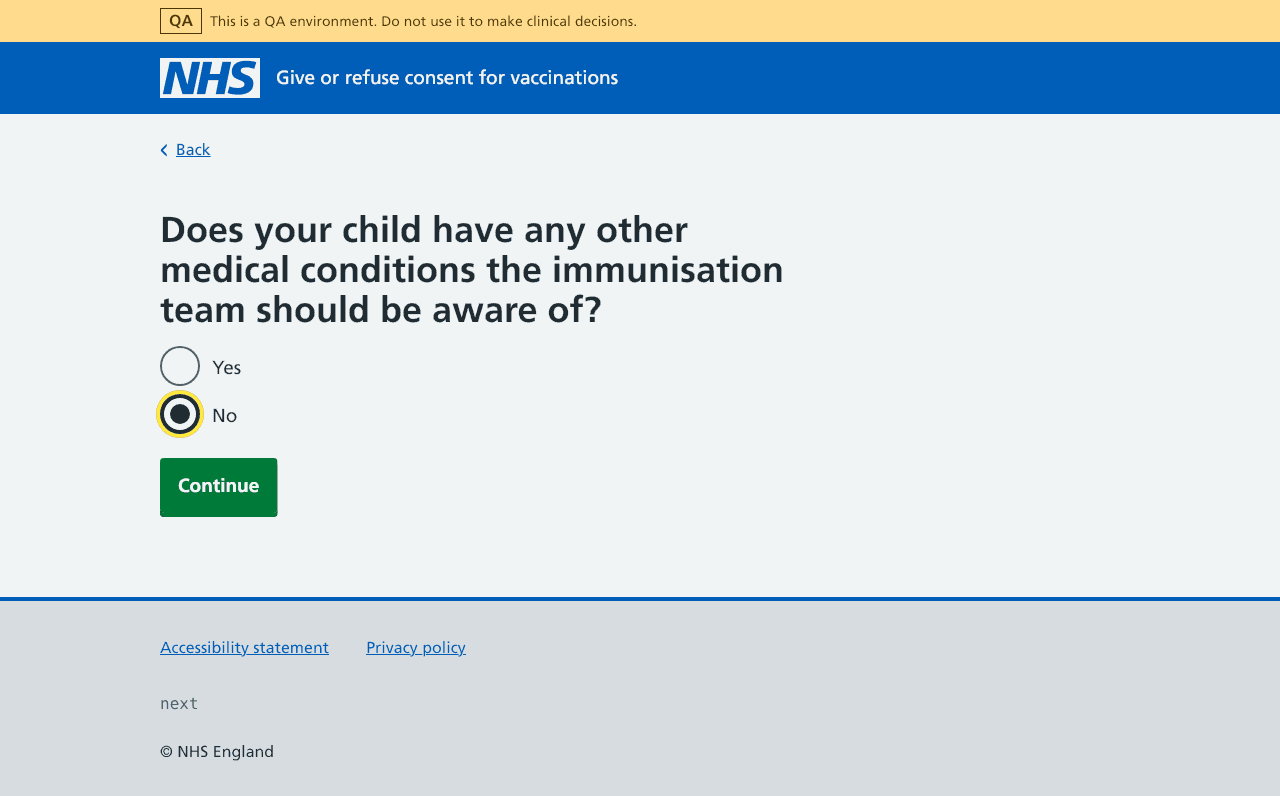 QA This is a QA environment. Do not use it to make clinical decisions.
NHS Give or refuse consent for vaccinations
Back
Does your child have any other
medical conditions the immunisation
team should be aware of?
Yes
No
Continue
Accessibility statement Privacy policy
next
© NHS England